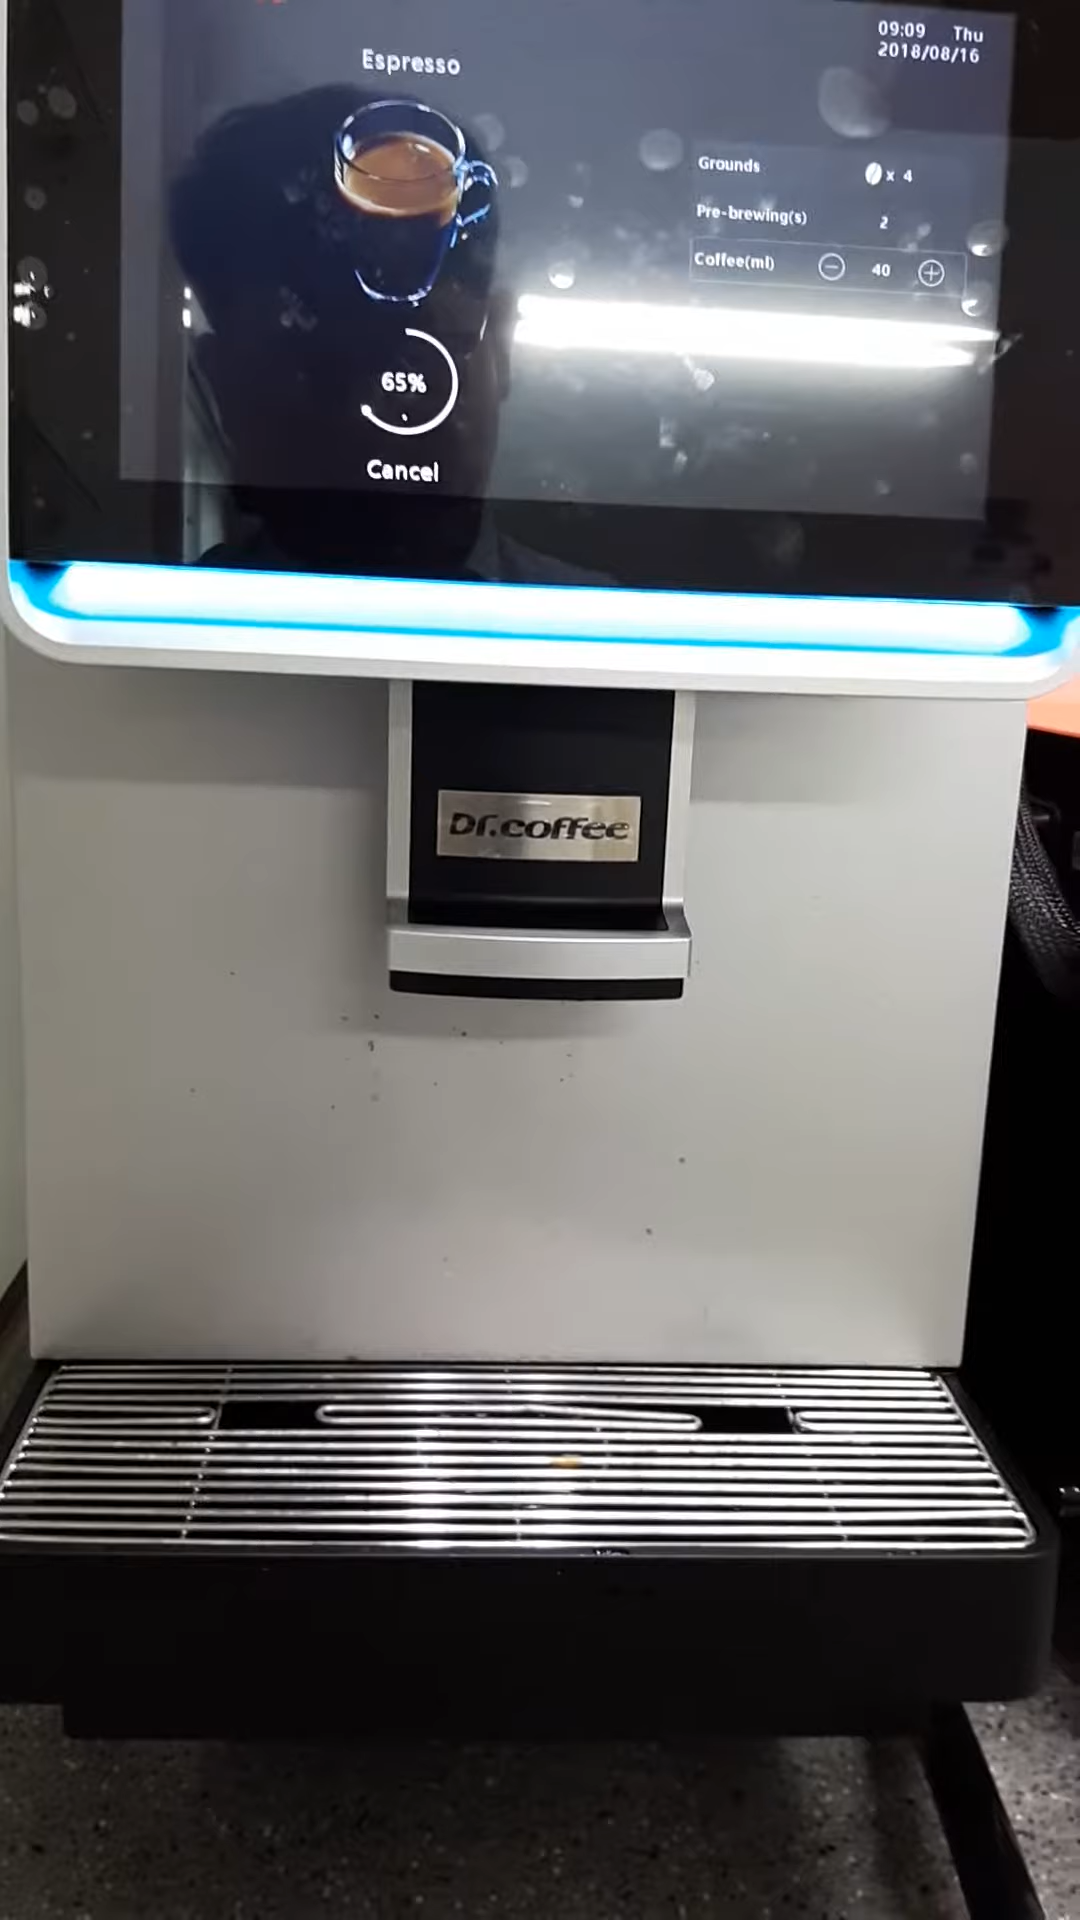 09:09 Thu
2018/08/16
Espresso
Grounds x 4
Pre-brewing(s) 2
Coffee(ml) − 40 +
65%
Cancel
Dr.coffee